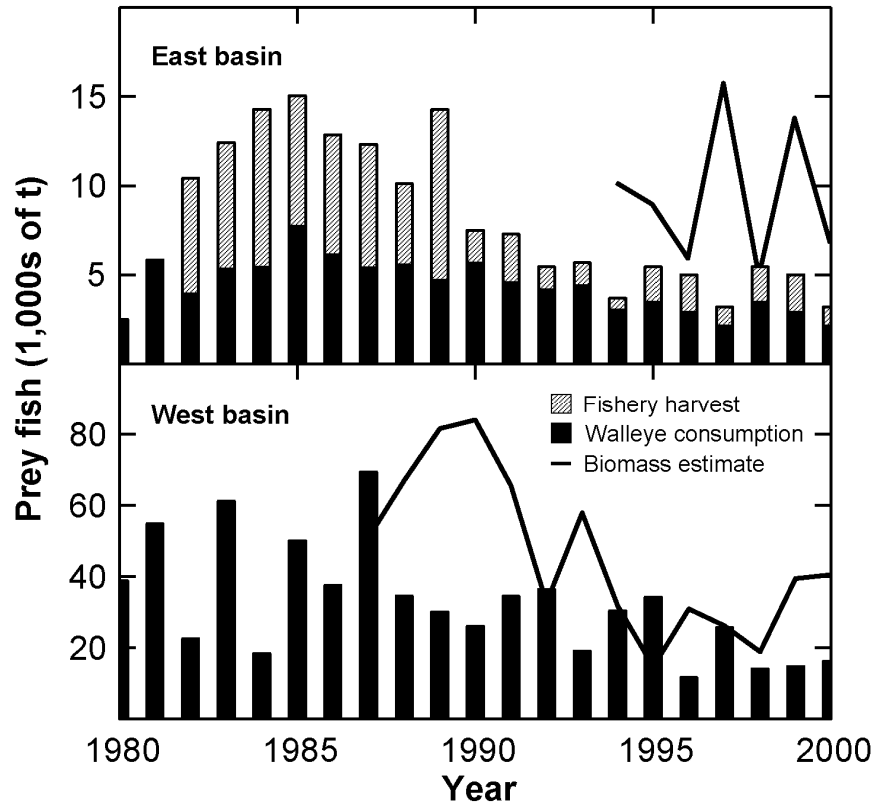 East basin
15
10
5
West basin
Fishery harvest
Walleye consumption
Biomass estimate
80
60
40
20
1980
1985
1990
1995
2000
Year
Prey fish (1,000s of t)